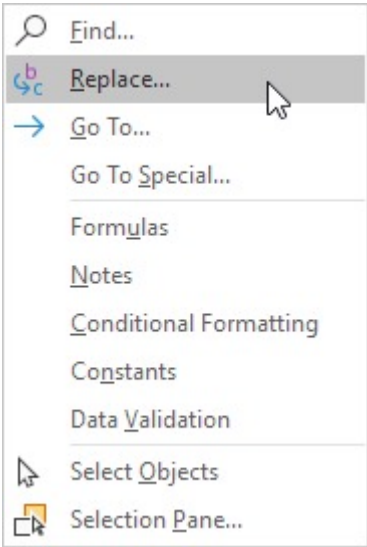 Find...
Replace...
Go To...
Go To Special...
Formulas
Notes
Conditional Formatting
Constants
Data Validation
Select Objects
Selection Pane...